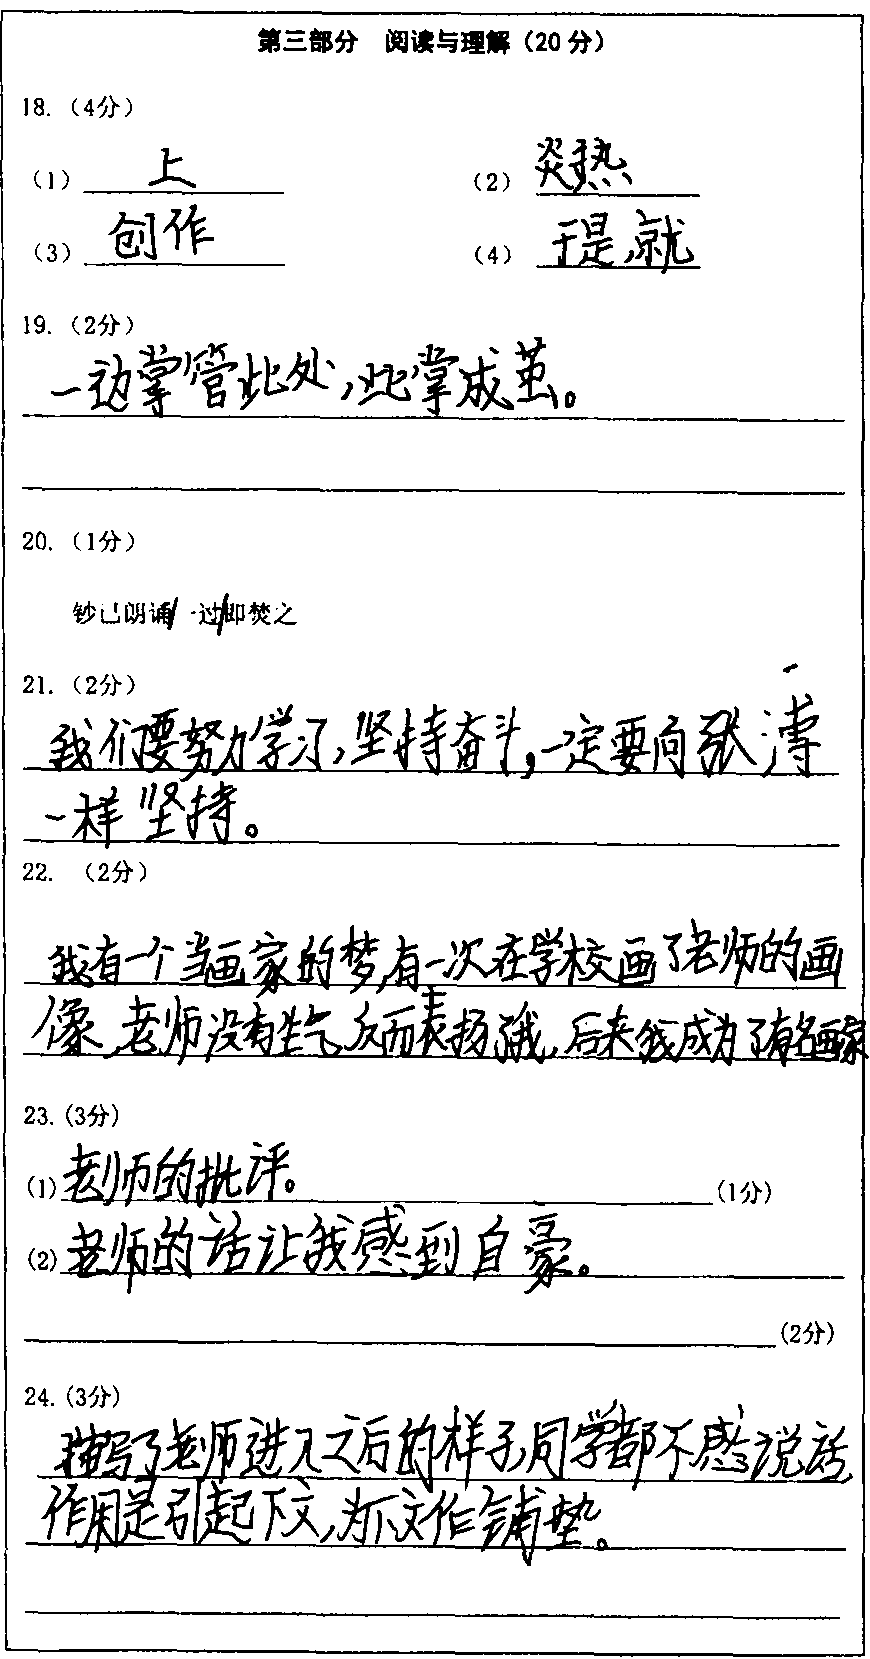 第三部分 阅读与理解（20分）
18.（4分）
（1） 上 （2） 炎热
（3） 创作 （4） 于是，就
19.（2分）
一边掌管此处，此掌成茧。
20.（1分）
钞已朗诵/一过/即焚之
21.（2分）
我们要努力学习，坚持奋斗，一定要向张溥
一样坚持。
22. （2分）
我有一个当画家的梦，有一次在学校画了老师的画
像，老师没有生气，反而表扬了我，后来我成为了有名画家
23.(3分)
(1) 老师的批评。 (1分)
(2) 老师的话让我感到自豪。
(2分)
24.(3分)
描写了老师进入之后的样子，同学都不感说话，
作用是引起下文，为下文作铺垫。